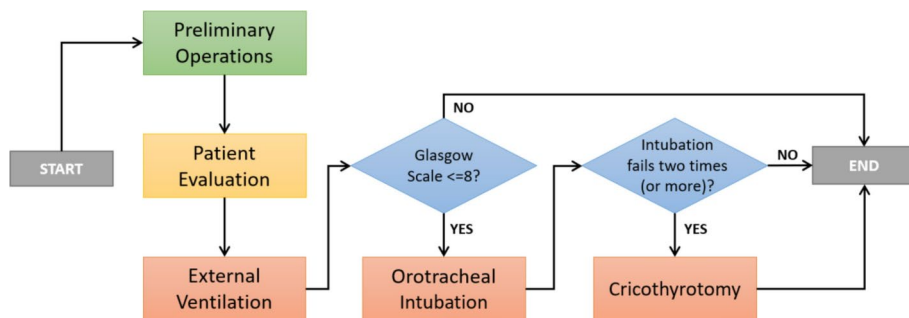 START
Preliminary
Operations
Patient
Evaluation
External
Ventilation
Glasgow
Scale <=8?
NO
YES
Orotracheal
Intubation
Intubation
fails two times
(or more)?
NO
YES
Cricothyrotomy
END